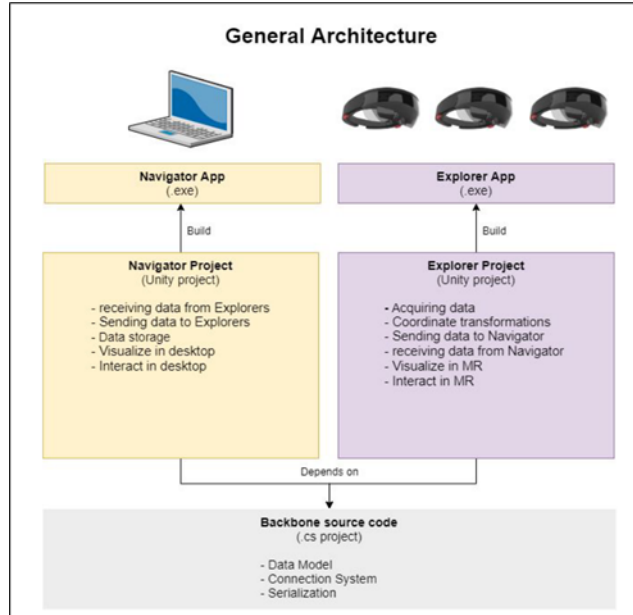 General Architecture
Navigator App
(.exe)
Explorer App
(.exe)
Build
Build
Navigator Project
(Unity project)
- receiving data from Explorers
- Sending data to Explorers
- Data storage
- Visualize in desktop
- Interact in desktop
Explorer Project
(Unity project)
- Acquiring data
- Coordinate transformations
- Sending data to Navigator
- receiving data from Navigator
- Visualize in MR
- Interact in MR
Depends on
Backbone source code
(.cs project)
- Data Model
- Connection System
- Serialization